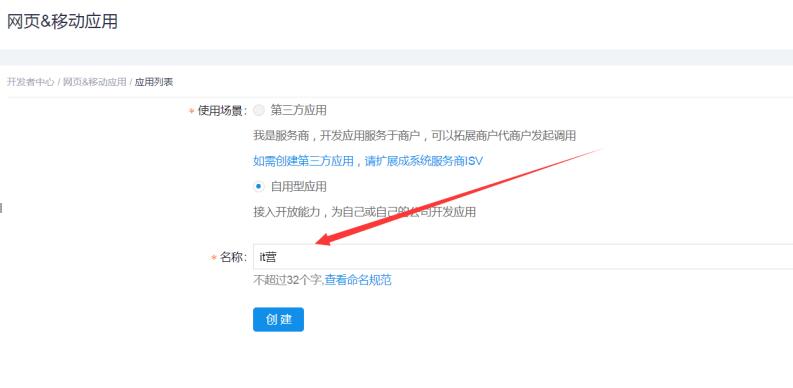 网页&移动应用
开发者中心 / 网页&移动应用 / 应用列表
* 使用场景： 第三方应用
我是服务商，开发应用服务于商户，可以拓展商户代商户发起调用
如需创建第三方应用，请扩展成系统服务商ISV
自用型应用
接入开放能力，为自己或自己的公司开发应用
* 名称： it营
不超过32个字,查看命名规范
创 建